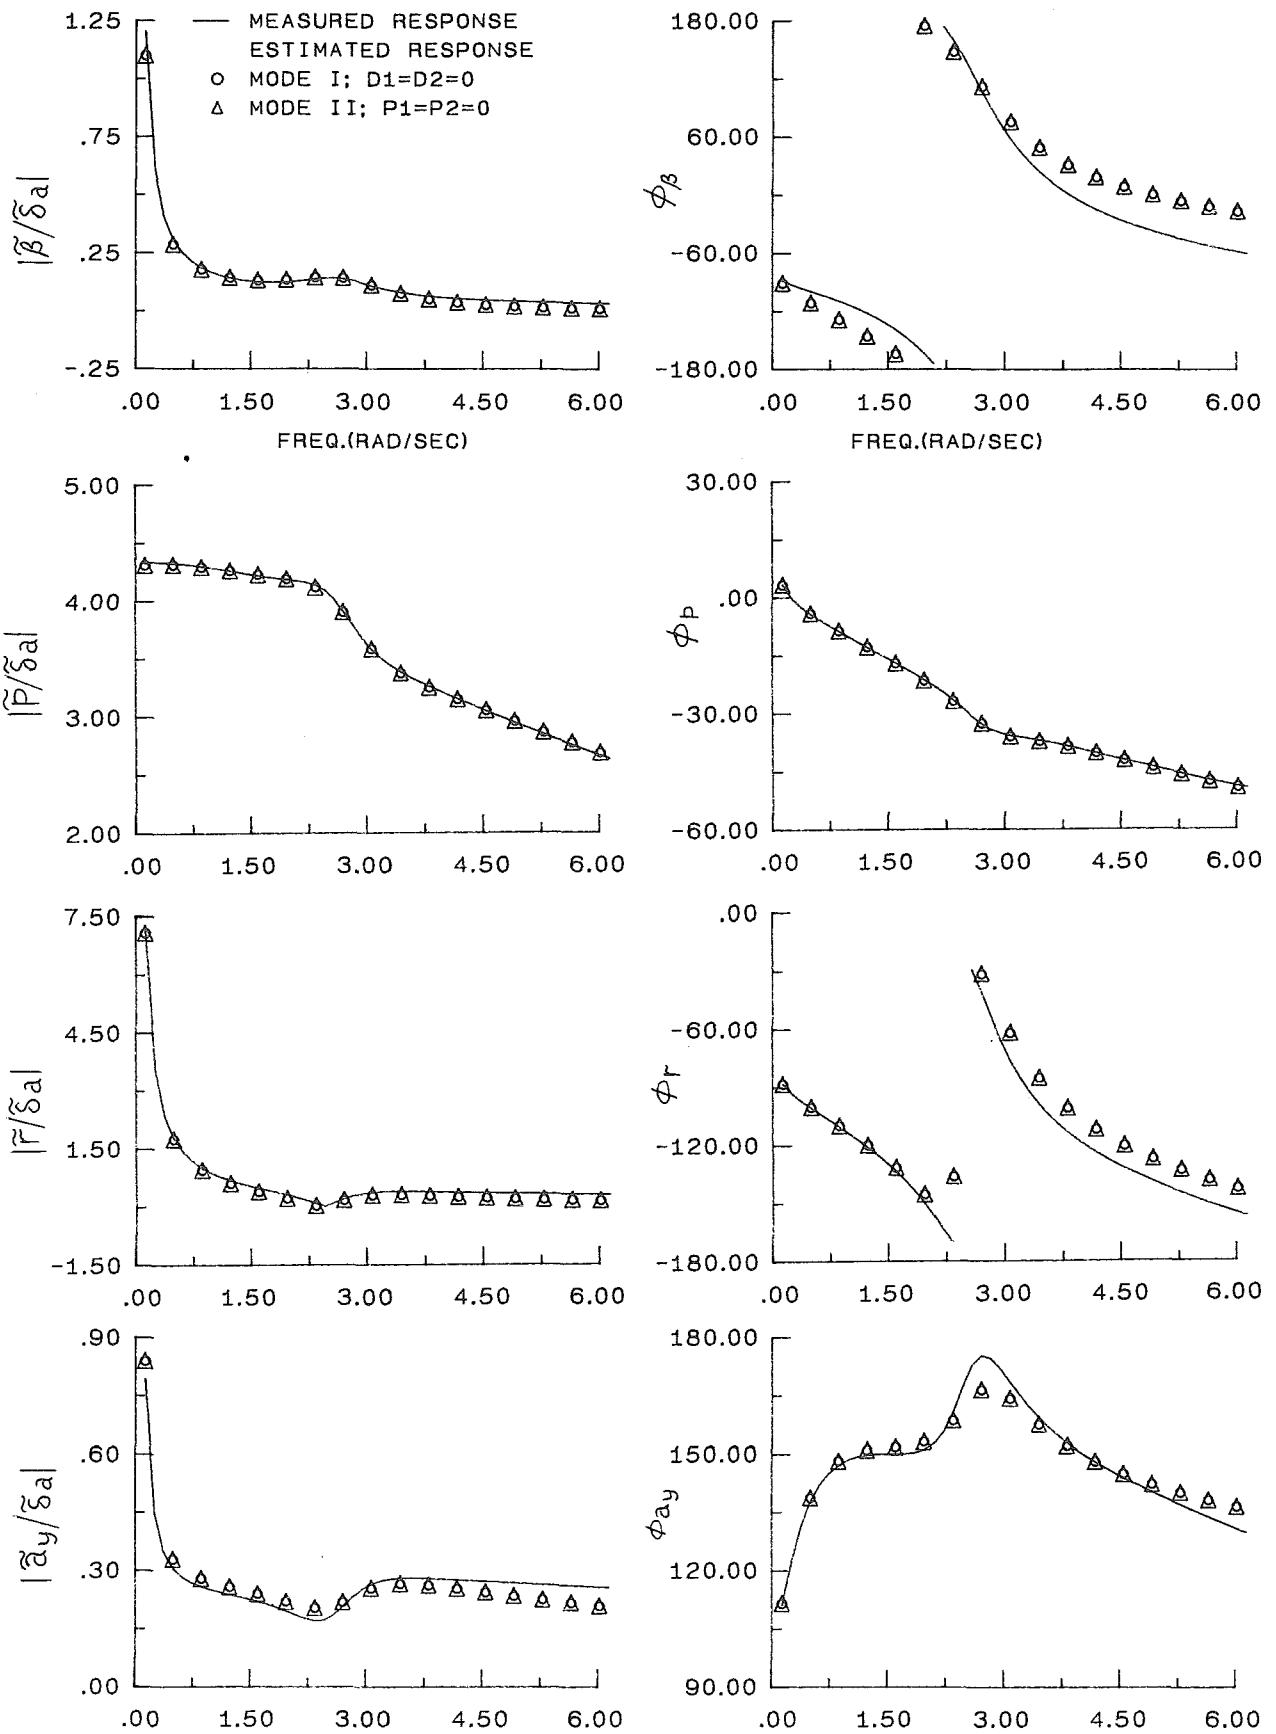 — MEASURED RESPONSE
ESTIMATED RESPONSE
○ MODE I; D1=D2=0
△ MODE II; P1=P2=0
1.25
.75
.25
-.25
|β̃/δ̃a|
.00 1.50 3.00 4.50 6.00
FREQ.(RAD/SEC)
180.00
60.00
-60.00
-180.00
ϕβ
.00 1.50 3.00 4.50 6.00
FREQ.(RAD/SEC)
5.00
4.00
3.00
2.00
|p̃/δ̃a|
.00 1.50 3.00 4.50 6.00
30.00
.00
-30.00
-60.00
ϕp
.00 1.50 3.00 4.50 6.00
7.50
4.50
1.50
-1.50
|r̃/δ̃a|
.00 1.50 3.00 4.50 6.00
.00
-60.00
-120.00
-180.00
ϕr
.00 1.50 3.00 4.50 6.00
.90
.60
.30
.00
|ãy/δ̃a|
.00 1.50 3.00 4.50 6.00
180.00
150.00
120.00
90.00
ϕay
.00 1.50 3.00 4.50 6.00